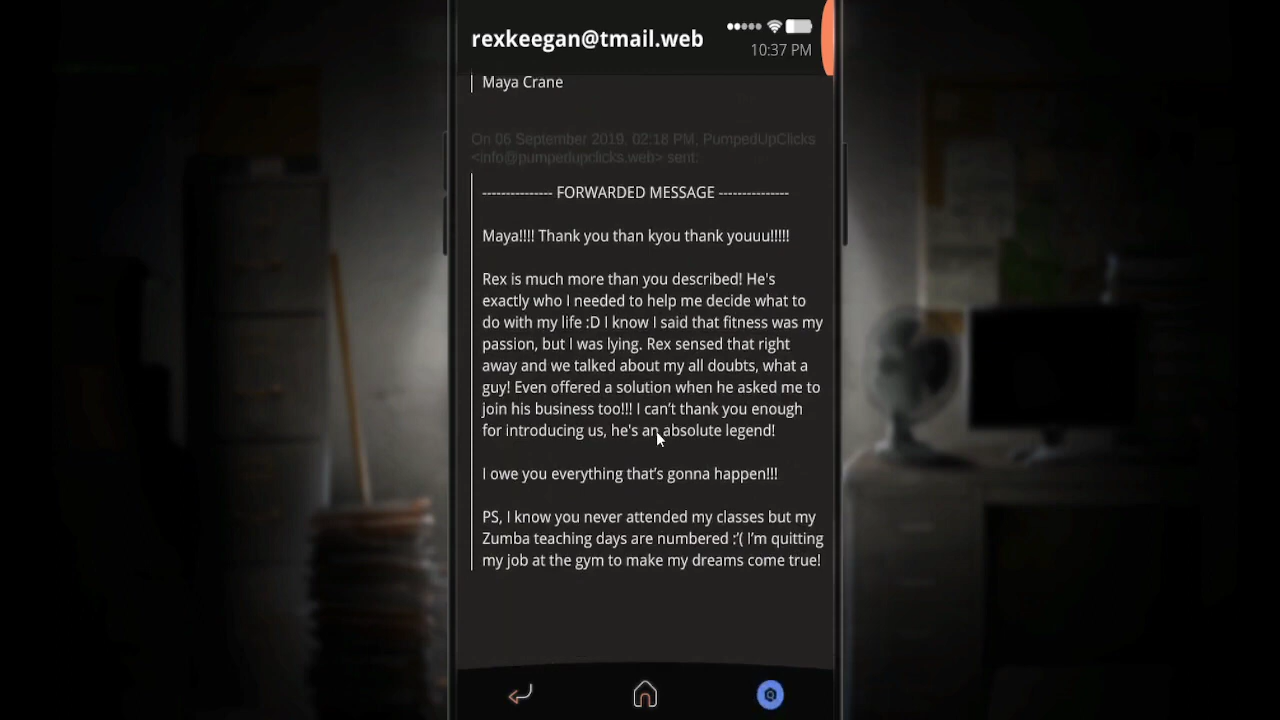 rexkeegan@tmail.web
10:37 PM
Maya Crane
On 06 September 2019, 02:18 PM, PumpedUpClicks
<info@pumpedupclicks.web> sent:
--------------- FORWARDED MESSAGE ---------------
Maya!!!! Thank you than kyou thank youuu!!!!!
Rex is much more than you described! He's
exactly who I needed to help me decide what to
do with my life :D I know I said that fitness was my
passion, but I was lying. Rex sensed that right
away and we talked about my all doubts, what a
guy! Even offered a solution when he asked me to
join his business too!!! I can't thank you enough
for introducing us, he's an absolute legend!
I owe you everything that's gonna happen!!!
PS, I know you never attended my classes but my
Zumba teaching days are numbered :'( I'm quitting
my job at the gym to make my dreams come true!